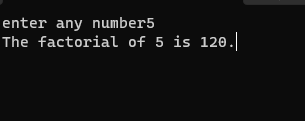 enter any number5
The factorial of 5 is 120.